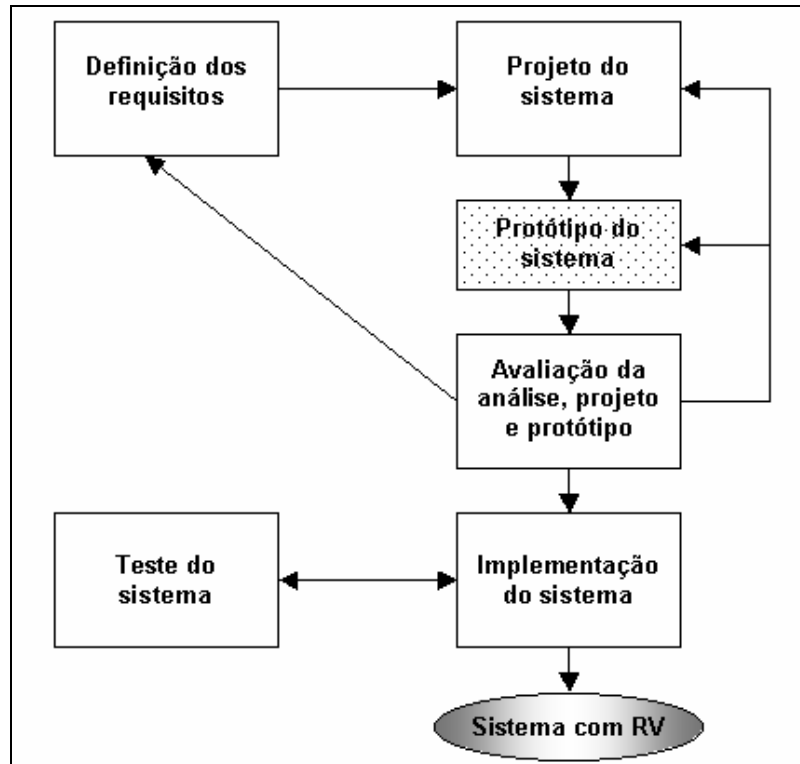 Definição dos
requisitos
Projeto do
sistema
Protótipo do
sistema
Avaliação da
análise, projeto
e protótipo
Teste do
sistema
Implementação
do sistema
Sistema com RV